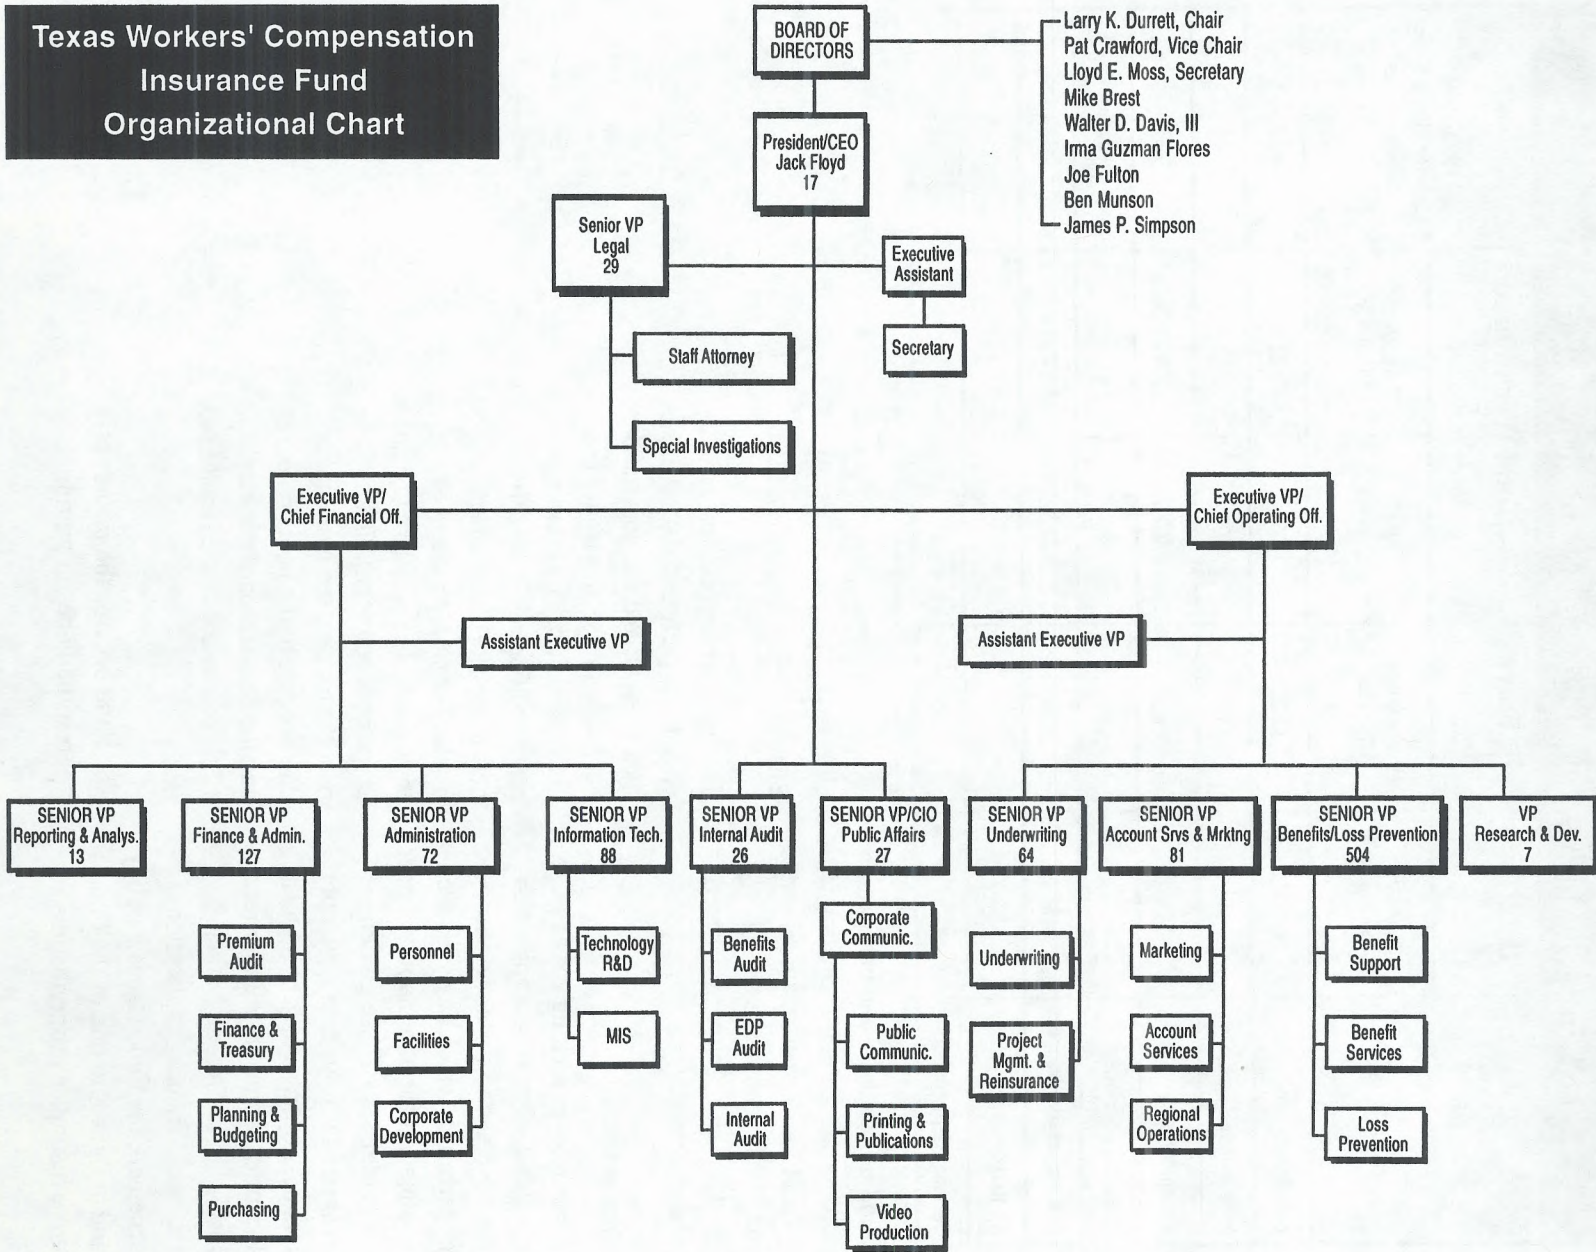 Texas Workers' Compensation
Insurance Fund
Organizational Chart
BOARD OF
DIRECTORS
Larry K. Durrett, Chair
Pat Crawford, Vice Chair
Lloyd E. Moss, Secretary
Mike Brest
Walter D. Davis, III
Irma Guzman Flores
Joe Fulton
Ben Munson
James P. Simpson
President/CEO
Jack Floyd
17
Senior VP
Legal
29
Executive
Assistant
Secretary
Staff Attorney
Special Investigations
Executive VP/
Chief Financial Off.
Executive VP/
Chief Operating Off.
Assistant Executive VP
Assistant Executive VP
SENIOR VP
Reporting & Analys.
13
SENIOR VP
Finance & Admin.
127
SENIOR VP
Administration
72
SENIOR VP
Information Tech.
88
SENIOR VP
Internal Audit
26
SENIOR VP/CIO
Public Affairs
27
SENIOR VP
Underwriting
64
SENIOR VP
Account Srvs & Mrktng
81
SENIOR VP
Benefits/Loss Prevention
504
VP
Research & Dev.
7
Premium
Audit
Finance &
Treasury
Planning &
Budgeting
Purchasing
Personnel
Facilities
Corporate
Development
Technology
R&D
MIS
Benefits
Audit
EDP
Audit
Internal
Audit
Corporate
Communic.
Public
Communic.
Printing &
Publications
Video
Production
Underwriting
Project
Mgmt. &
Reinsurance
Marketing
Account
Services
Regional
Operations
Benefit
Support
Benefit
Services
Loss
Prevention